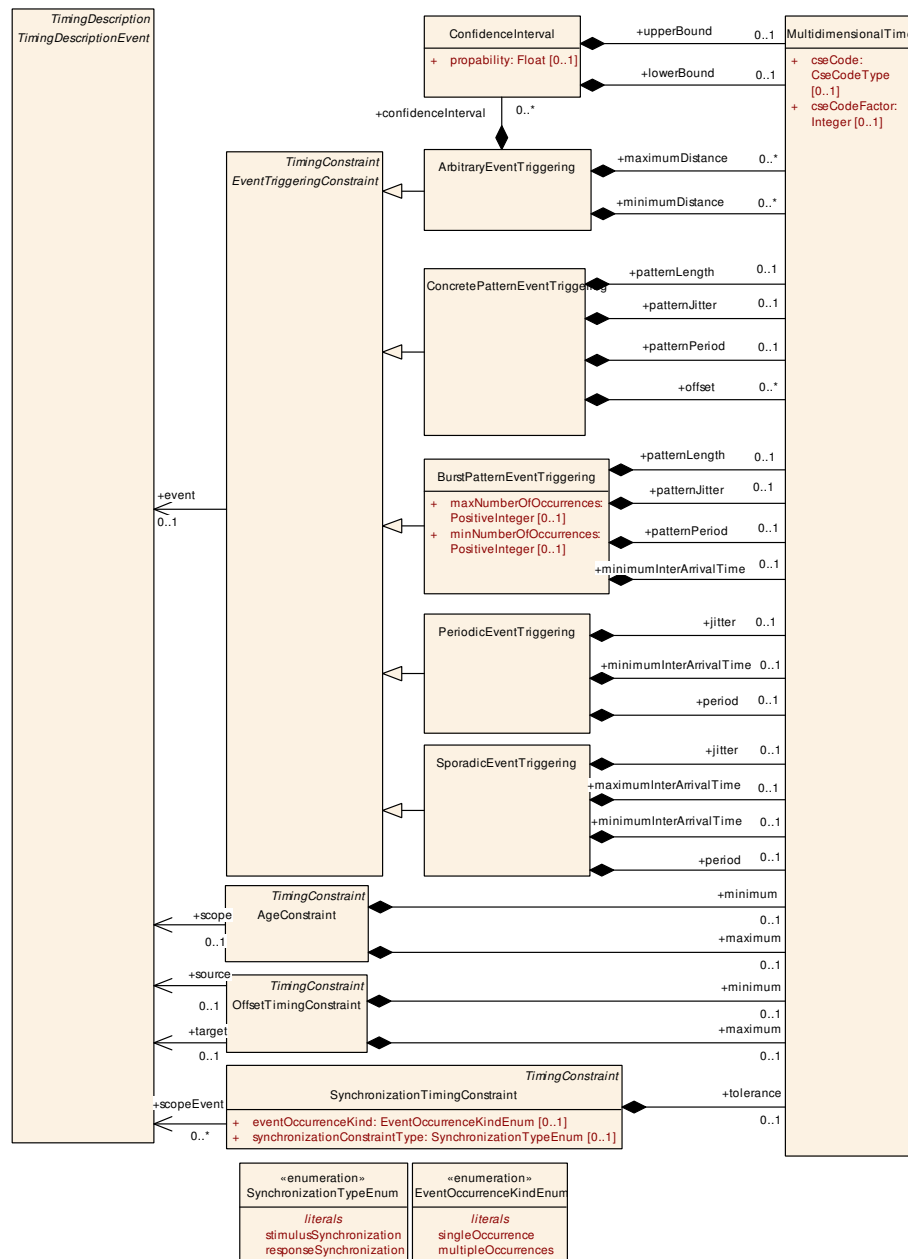 TimingDescription
TimingDescriptionEvent
ConfidenceInterval
+ propability: Float [0..1]
+upperBound
0..1
+lowerBound
0..1
MultidimensionalTime
+ cseCode:
CseCodeType
[0..1]
+ cseCodeFactor:
Integer [0..1]
+confidenceInterval
0..*
TimingConstraint
EventTriggeringConstraint
ArbitraryEventTriggering
+maximumDistance
0..*
+minimumDistance
0..*
ConcretePatternEventTriggering
+patternLength
0..1
+patternJitter
0..1
+patternPeriod
0..1
+offset
0..*
BurstPatternEventTriggering
+ maxNumberOfOccurrences:
PositiveInteger [0..1]
+ minNumberOfOccurrences:
PositiveInteger [0..1]
+patternLength
0..1
+patternJitter
0..1
+patternPeriod
0..1
+minimumInterArrivalTime
0..1
+event
0..1
PeriodicEventTriggering
+jitter
0..1
+minimumInterArrivalTime
0..1
+period
0..1
SporadicEventTriggering
+jitter
0..1
+maximumInterArrivalTime
0..1
+minimumInterArrivalTime
0..1
+period
0..1
TimingConstraint
AgeConstraint
+scope
0..1
+minimum
0..1
+maximum
0..1
TimingConstraint
OffsetTimingConstraint
+source
0..1
+target
0..1
+minimum
0..1
+maximum
0..1
TimingConstraint
SynchronizationTimingConstraint
+ eventOccurrenceKind: EventOccurrenceKindEnum [0..1]
+ synchronizationConstraintType: SynchronizationTypeEnum [0..1]
+scopeEvent
0..*
+tolerance
0..1
«enumeration»
SynchronizationTypeEnum
literals
stimulusSynchronization
responseSynchronization
«enumeration»
EventOccurrenceKindEnum
literals
singleOccurrence
multipleOccurrences